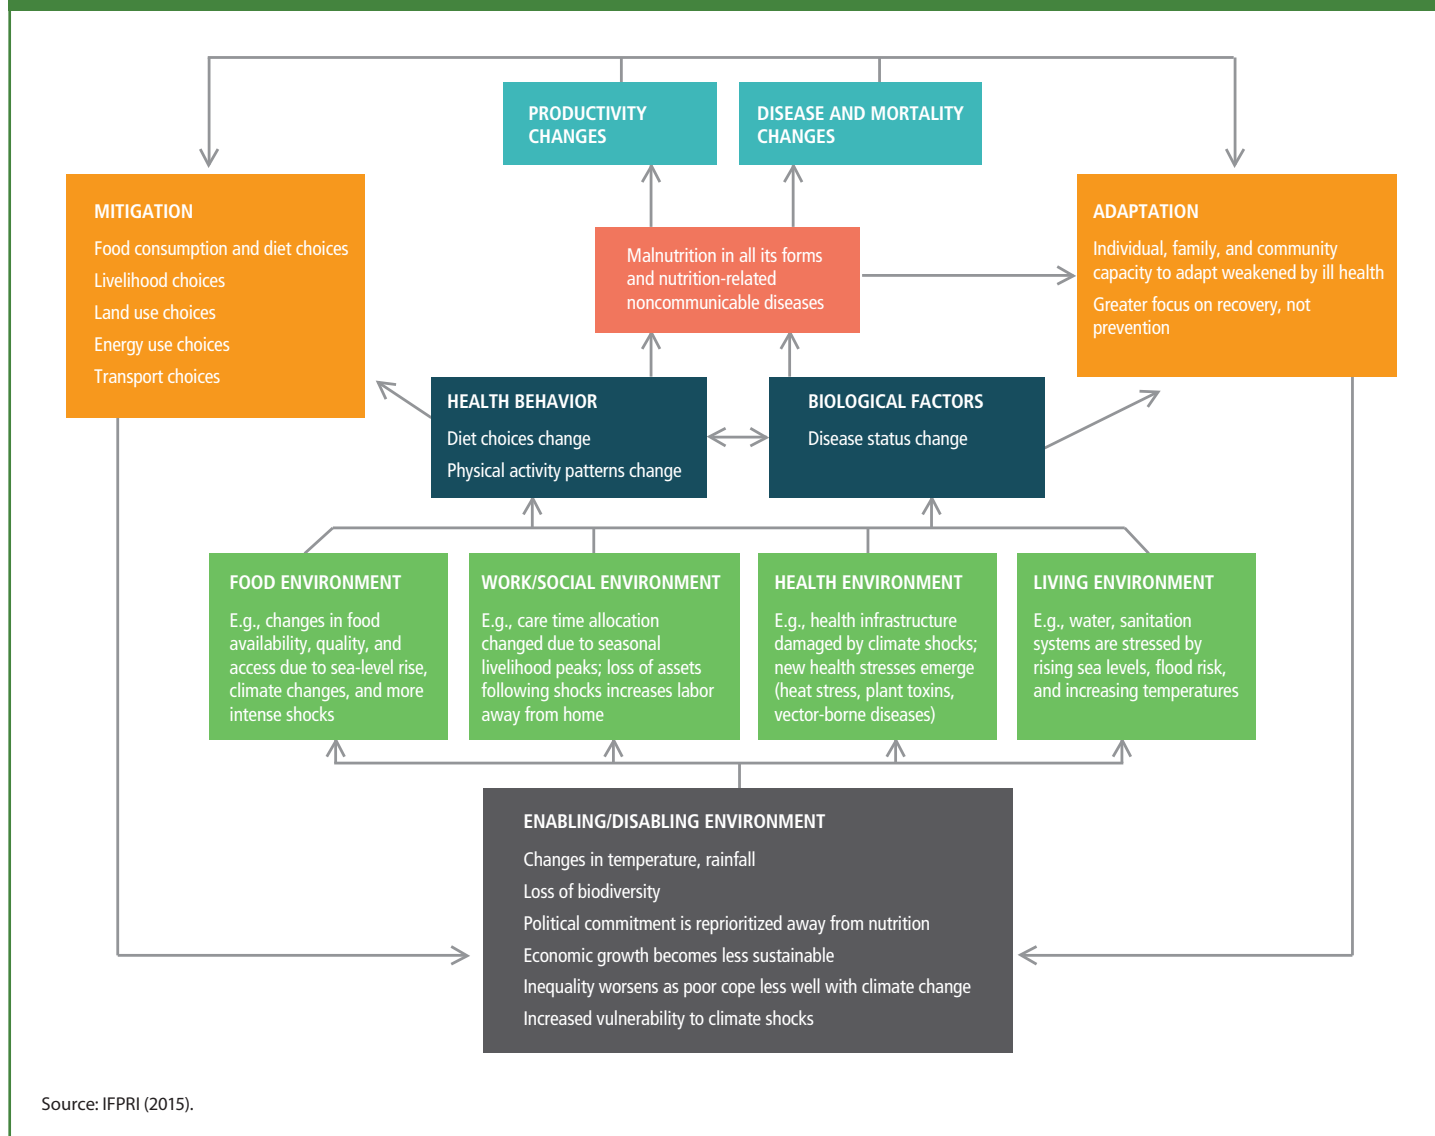 PRODUCTIVITY
CHANGES
DISEASE AND MORTALITY
CHANGES
MITIGATION
Food consumption and diet choices
Livelihood choices
Land use choices
Energy use choices
Transport choices
Malnutrition in all its forms
and nutrition-related
noncommunicable diseases
ADAPTATION
Individual, family, and community
capacity to adapt weakened by ill health
Greater focus on recovery, not
prevention
HEALTH BEHAVIOR
Diet choices change
Physical activity patterns change
BIOLOGICAL FACTORS
Disease status change
FOOD ENVIRONMENT
E.g., changes in food
availability, quality, and
access due to sea-level rise,
climate changes, and more
intense shocks
WORK/SOCIAL ENVIRONMENT
E.g., care time allocation
changed due to seasonal
livelihood peaks; loss of assets
following shocks increases labor
away from home
HEALTH ENVIRONMENT
E.g., health infrastructure
damaged by climate shocks;
new health stresses emerge
(heat stress, plant toxins,
vector-borne diseases)
LIVING ENVIRONMENT
E.g., water, sanitation
systems are stressed by
rising sea levels, flood risk,
and increasing temperatures
ENABLING/DISABLING ENVIRONMENT
Changes in temperature, rainfall
Loss of biodiversity
Political commitment is reprioritized away from nutrition
Economic growth becomes less sustainable
Inequality worsens as poor cope less well with climate change
Increased vulnerability to climate shocks
Source: IFPRI (2015).